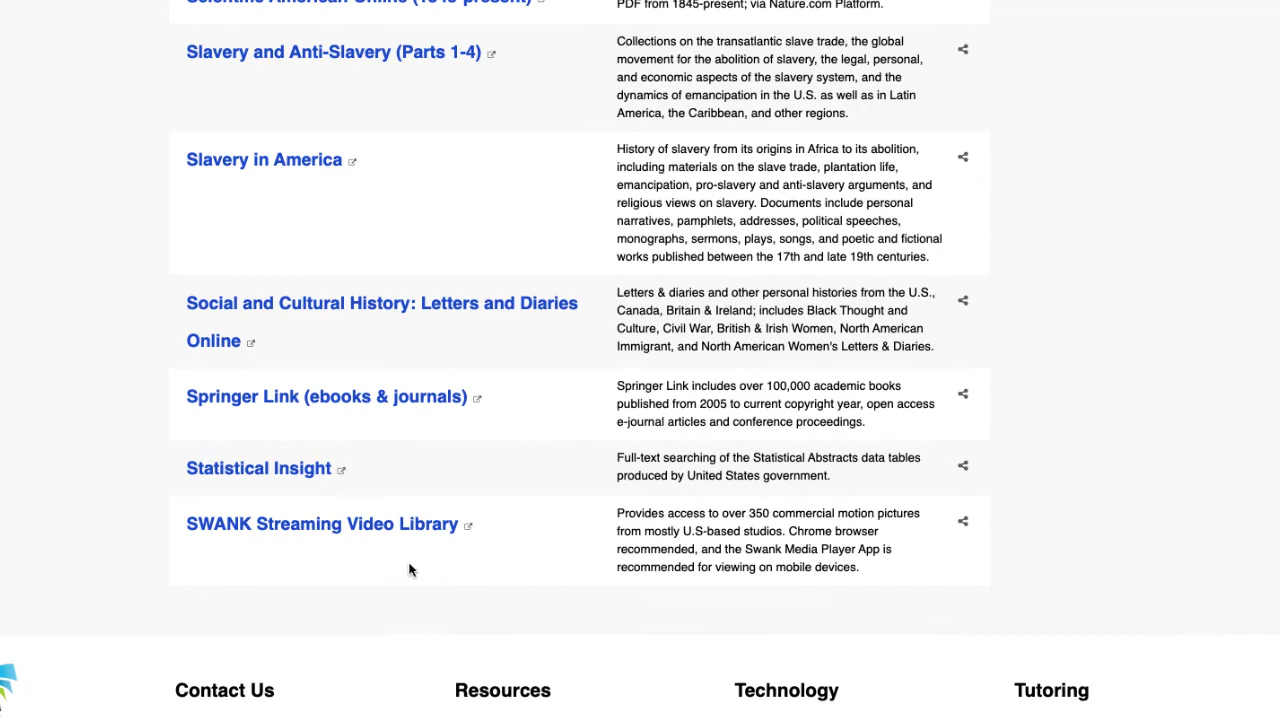 Scientific American Online (1845-present)
PDF from 1845-present; via Nature.com Platform.
Slavery and Anti-Slavery (Parts 1-4)
Collections on the transatlantic slave trade, the global
movement for the abolition of slavery, the legal, personal,
and economic aspects of the slavery system, and the
dynamics of emancipation in the U.S. as well as in Latin
America, the Caribbean, and other regions.
Slavery in America
History of slavery from its origins in Africa to its abolition,
including materials on the slave trade, plantation life,
emancipation, pro-slavery and anti-slavery arguments, and
religious views on slavery. Documents include personal
narratives, pamphlets, addresses, political speeches,
monographs, sermons, plays, songs, and poetic and fictional
works published between the 17th and late 19th centuries.
Social and Cultural History: Letters and Diaries
Online
Letters & diaries and other personal histories from the U.S.,
Canada, Britain & Ireland; includes Black Thought and
Culture, Civil War, British & Irish Women, North American
Immigrant, and North American Women's Letters & Diaries.
Springer Link (ebooks & journals)
Springer Link includes over 100,000 academic books
published from 2005 to current copyright year, open access
e-journal articles and conference proceedings.
Statistical Insight
Full-text searching of the Statistical Abstracts data tables
produced by United States government.
SWANK Streaming Video Library
Provides access to over 350 commercial motion pictures
from mostly U.S-based studios. Chrome browser
recommended, and the Swank Media Player App is
recommended for viewing on mobile devices.
Contact Us
Resources
Technology
Tutoring